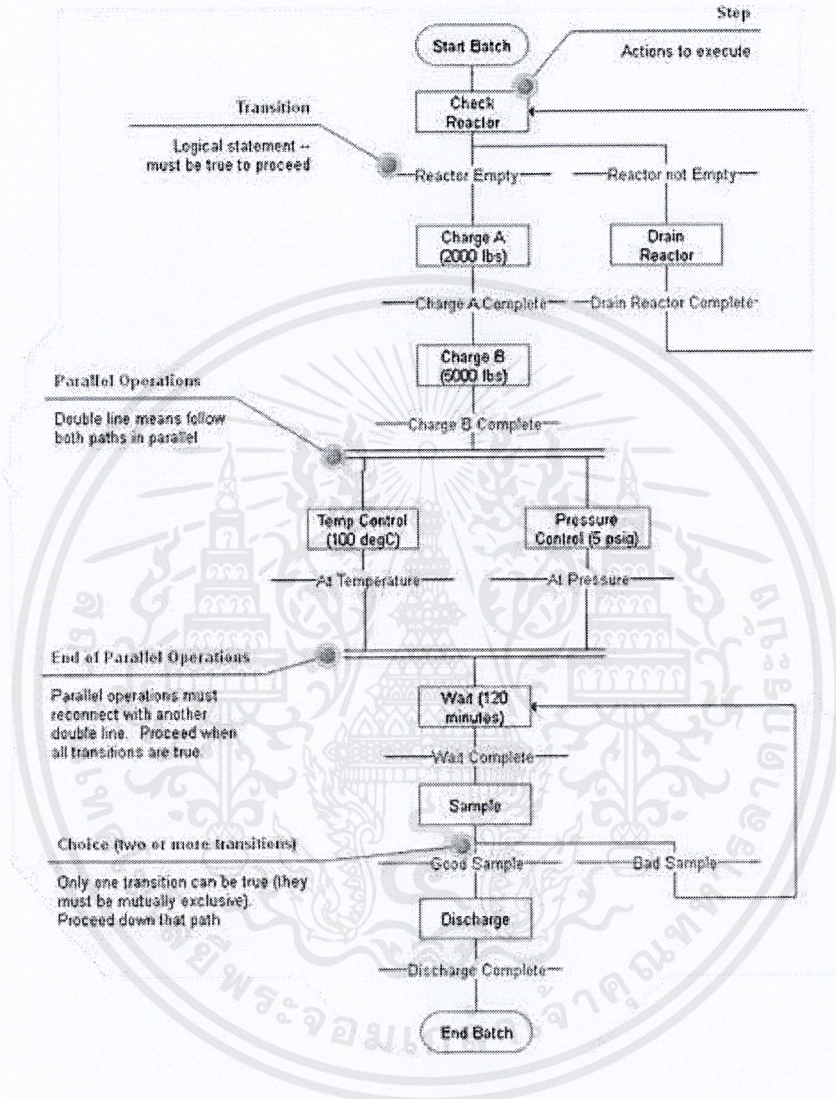 Step
Actions to execute
Start Batch
Check
Reactor
Transition
Logical statement --
must be true to proceed
Reactor Empty
Reactor not Empty
Charge A
(2000 lbs)
Drain
Reactor
Charge A Complete
Drain Reactor Complete
Charge B
(5000 lbs)
Parallel Operations
Double line means follow
both paths in parallel
Charge B Complete
Temp Control
(100 degC)
Pressure
Control (5 psig)
At Temperature
At Pressure
End of Parallel Operations
Parallel operations must
reconnect with another
double line. Proceed when
all transitions are true.
Wait (120
minutes)
Wait Complete
Sample
Choice (two or more transitions)
Only one transition can be true (they
must be mutually exclusive).
Proceed down that path
Good Sample
Bad Sample
Discharge
Discharge Complete
End Batch